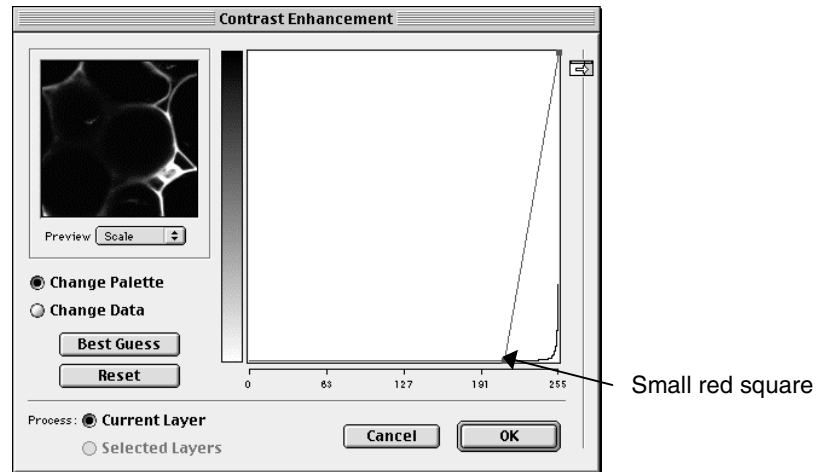 Contrast Enhancement
Preview Scale
Change Palette
Change Data
Best Guess
Reset
0 63 127 191 255
Small red square
Process: Current Layer
Selected Layers
Cancel OK